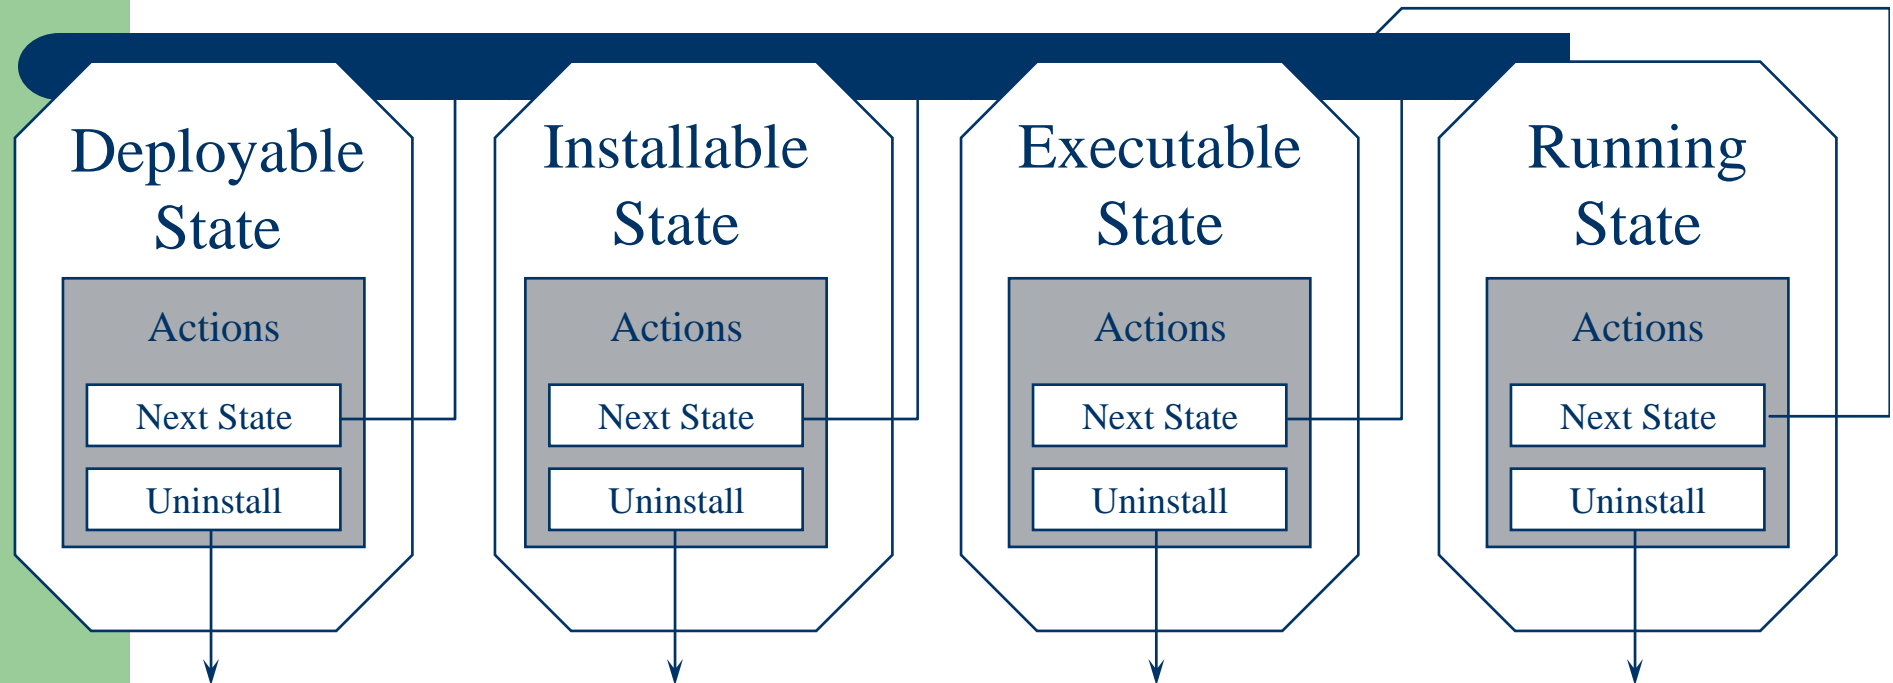 Deployable
State
Actions
Next State
Uninstall
Installable
State
Actions
Next State
Uninstall
Executable
State
Actions
Next State
Uninstall
Running
State
Actions
Next State
Uninstall